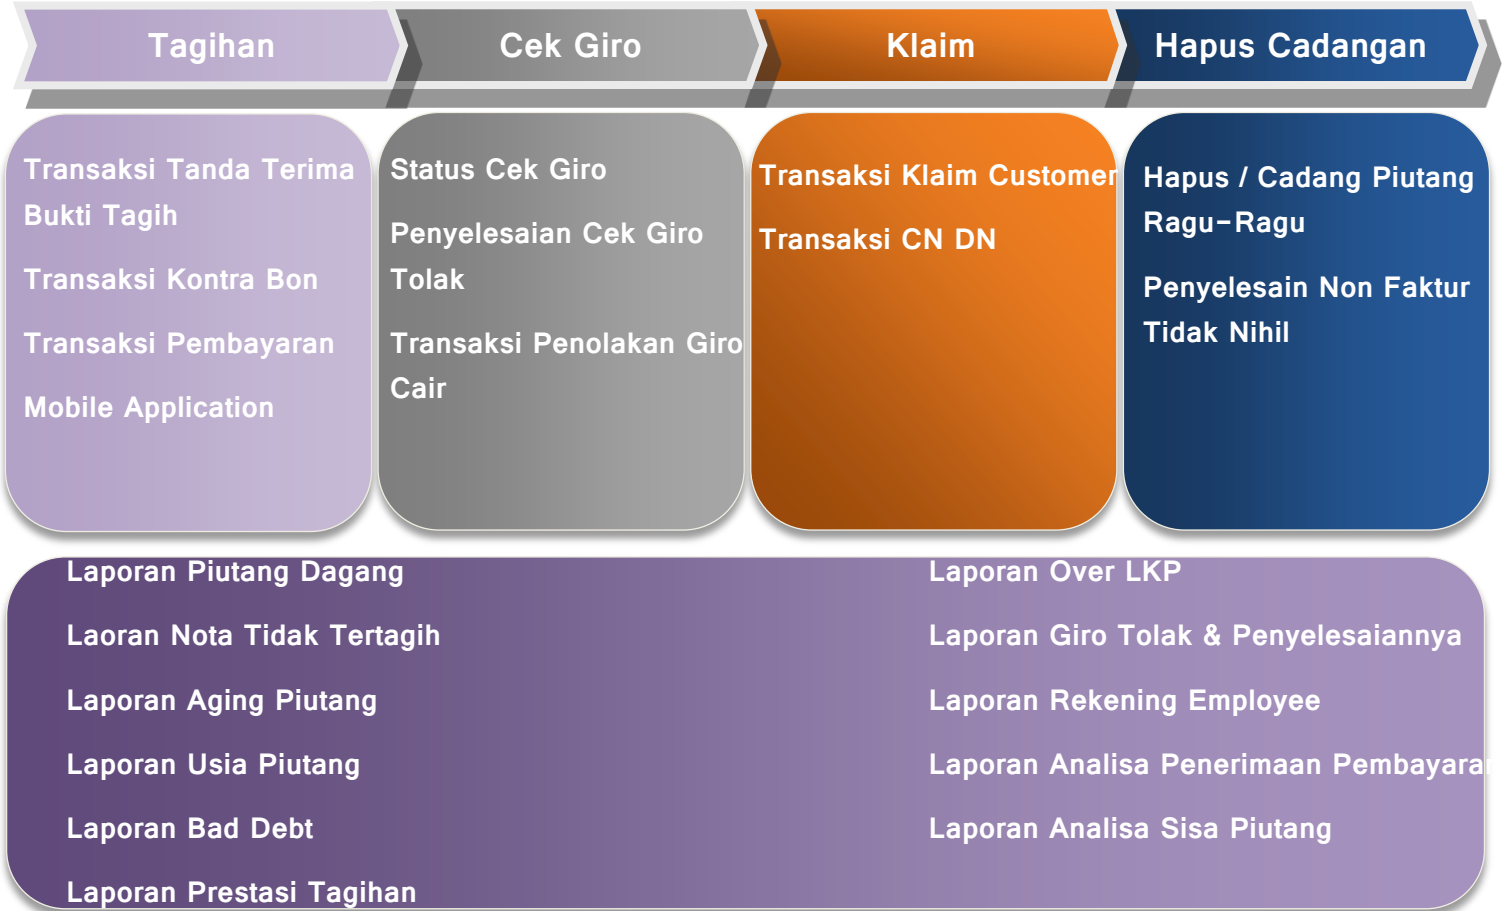 Tagihan
Cek Giro
Klaim
Hapus Cadangan
Transaksi Tanda Terima
Bukti Tagih
Transaksi Kontra Bon
Transaksi Pembayaran
Mobile Application
Status Cek Giro
Penyelesaian Cek Giro
Tolak
Transaksi Penolakan Giro
Cair
Transaksi Klaim Customer
Transaksi CN DN
Hapus / Cadang Piutang
Ragu-Ragu
Penyelesain Non Faktur
Tidak Nihil
Laporan Piutang Dagang
Laoran Nota Tidak Tertagih
Laporan Aging Piutang
Laporan Usia Piutang
Laporan Bad Debt
Laporan Prestasi Tagihan
Laporan Over LKP
Laporan Giro Tolak & Penyelesaiannya
Laporan Rekening Employee
Laporan Analisa Penerimaan Pembayaran
Laporan Analisa Sisa Piutang